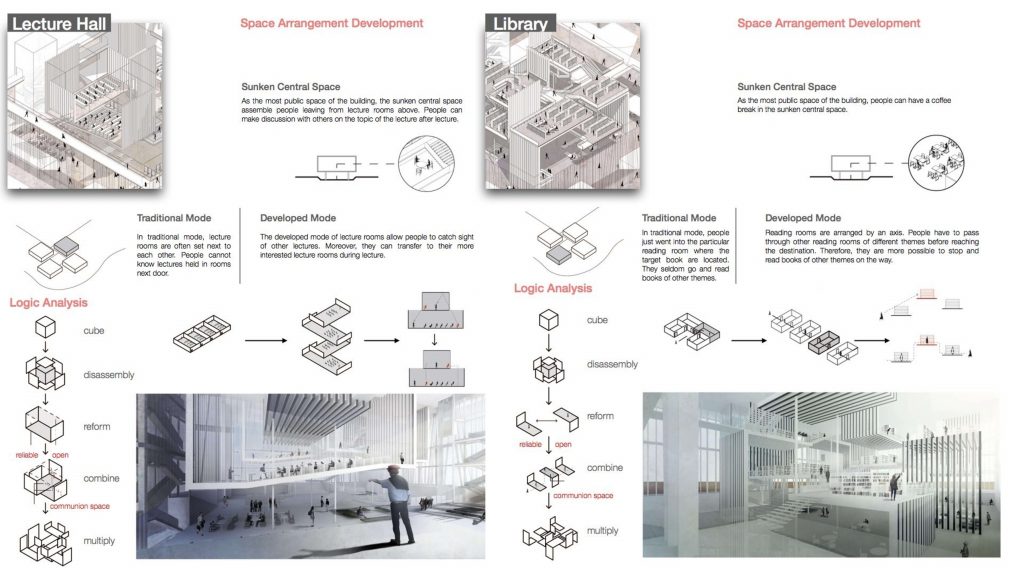 Lecture Hall
Space Arrangement Development
Sunken Central Space
As the most public space of the building, the sunken central space
assemble people leaving from lecture rooms above. People can
make discussion with others on the topic of the lecture after lecture.
Traditional Mode
In traditional mode, lecture
rooms are often set next to
each other. People cannot
know lectures held in rooms
next door.
Developed Mode
The developed mode of lecture rooms allow people to catch sight
of other lectures. Moreover, they can transfer to their more
interested lecture rooms during lecture.
Logic Analysis
cube
disassembly
reform
reliable open
combine
communion space
multiply
Library
Space Arrangement Development
Sunken Central Space
As the most public space of the building, people can have a coffee
break in the sunken central space.
Traditional Mode
In traditional mode, people
just went into the particular
reading room where the
target book are located.
They seldom go and read
books of other themes.
Developed Mode
Reading rooms are arranged by an axis. People have to pass
through other reading rooms of different themes before reaching
the destination. Therefore, they are more possible to stop and
read books of other themes on the way.
Logic Analysis
cube
disassembly
reform
reliable open
combine
communion space
multiply